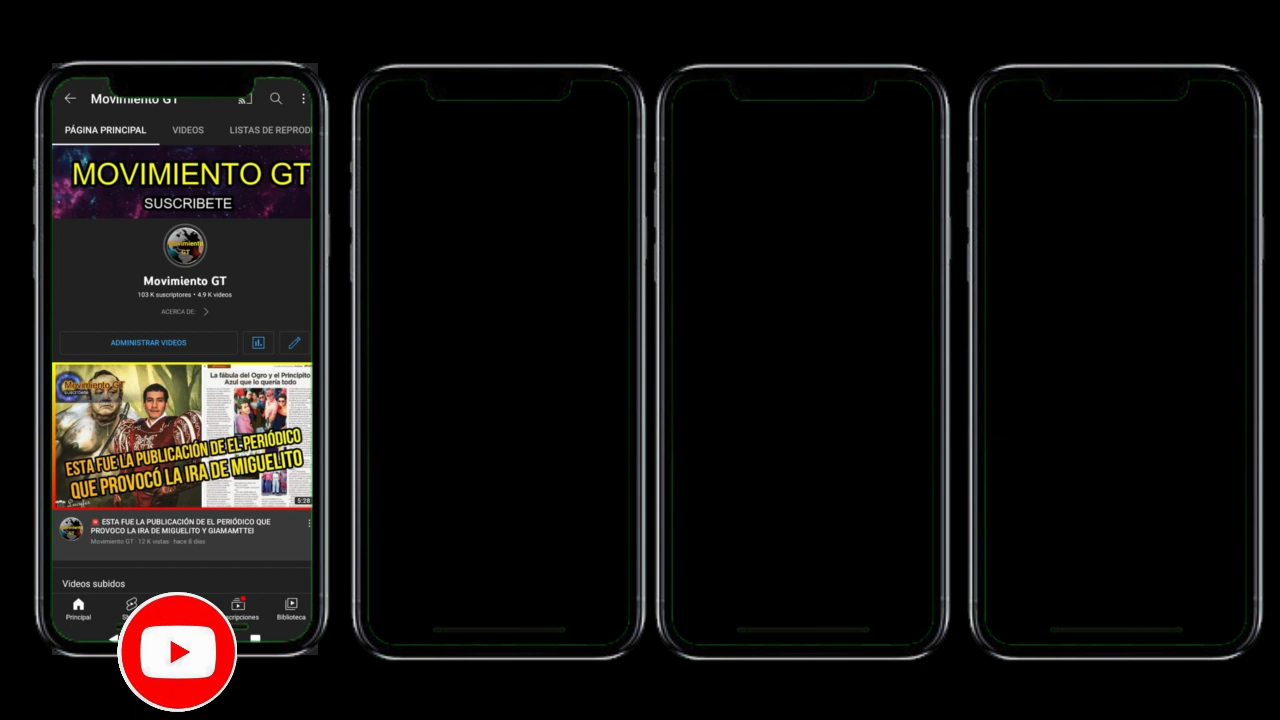 Movimiento GT
PÁGINA PRINCIPAL VIDEOS LISTAS DE REPROD
MOVIMIENTO GT
SUSCRIBETE
Movimiento
GT
Movimiento GT
103 K suscriptores • 4.9 K videos
ACERCA DE:
ADMINISTRAR VIDEOS
Movimiento GT
La fábula del Ogro y el Principito
Azul que lo quería todo
ESTA FUE LA PUBLICACIÓN DE EL PERIÓDICO
QUE PROVOCÓ LA IRA DE MIGUELITO
5:28
ESTA FUE LA PUBLICACIÓN DE EL PERIÓDICO QUE
PROVOCO LA IRA DE MIGUELITO Y GIAMAMTTEI
Movimiento GT · 12 K vistas · hace 8 días
Videos subidos
Principal scripciones Biblioteca